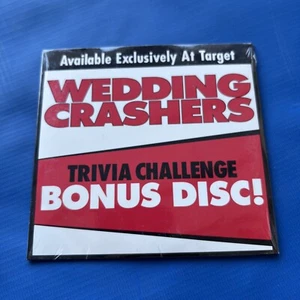 Available Exclusively At Target
WEDDING
CRASHERS
TRIVIA CHALLENGE
BONUS DISC!